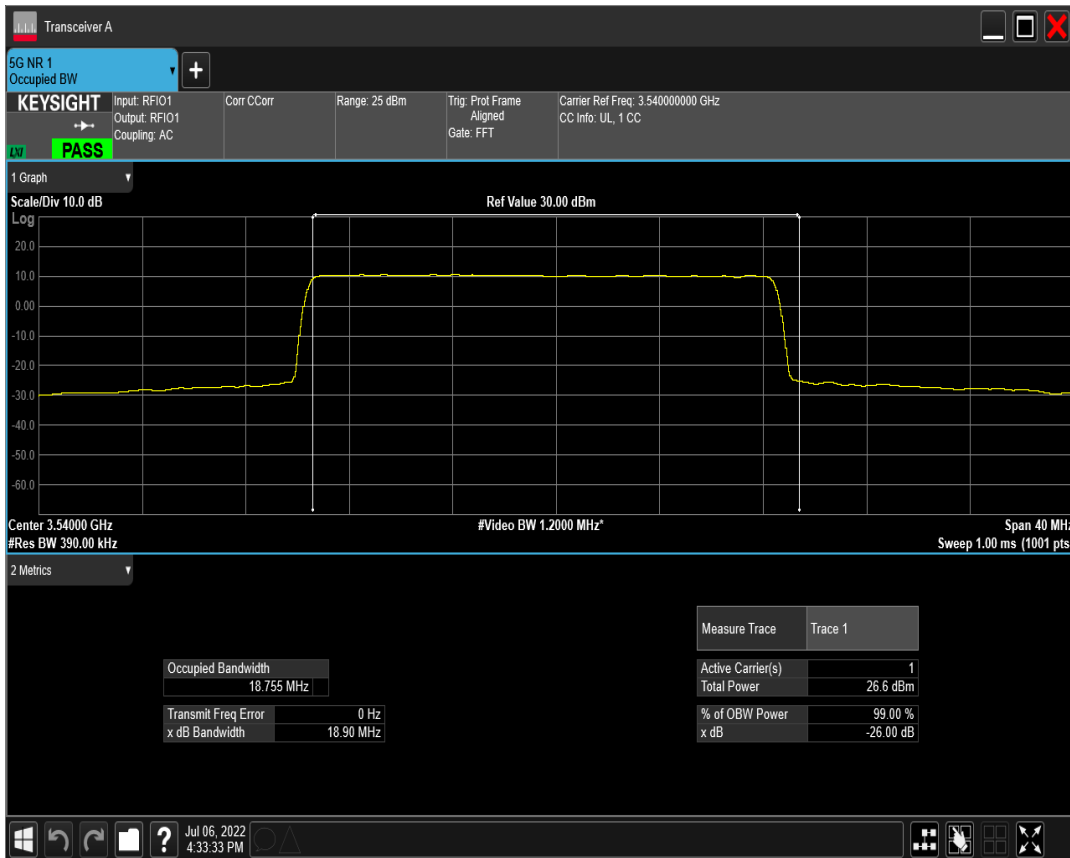 Transceiver A
5G NR 1
Occupied BW
+
KEYSIGHT
LXI
PASS
Input: RFIO1
Output: RFIO1
Coupling: AC
Corr CCorr
Range: 25 dBm
Trig: Prot Frame
Aligned
Gate: FFT
Carrier Ref Freq: 3.540000000 GHz
CC Info: UL, 1 CC
1 Graph
Scale/Div 10.0 dB
Ref Value 30.00 dBm
Log
20.0
10.0
0.00
-10.0
-20.0
-30.0
-40.0
-50.0
-60.0
Center 3.54000 GHz
#Video BW 1.2000 MHz*
Span 40 MHz
#Res BW 390.00 kHz
Sweep 1.00 ms (1001 pts
2 Metrics
Measure Trace Trace 1
Occupied Bandwidth
18.755 MHz
Active Carrier(s) 1
Total Power 26.6 dBm
Transmit Freq Error 0 Hz
x dB Bandwidth 18.90 MHz
% of OBW Power 99.00 %
x dB -26.00 dB
?
Jul 06, 2022
4:33:33 PM